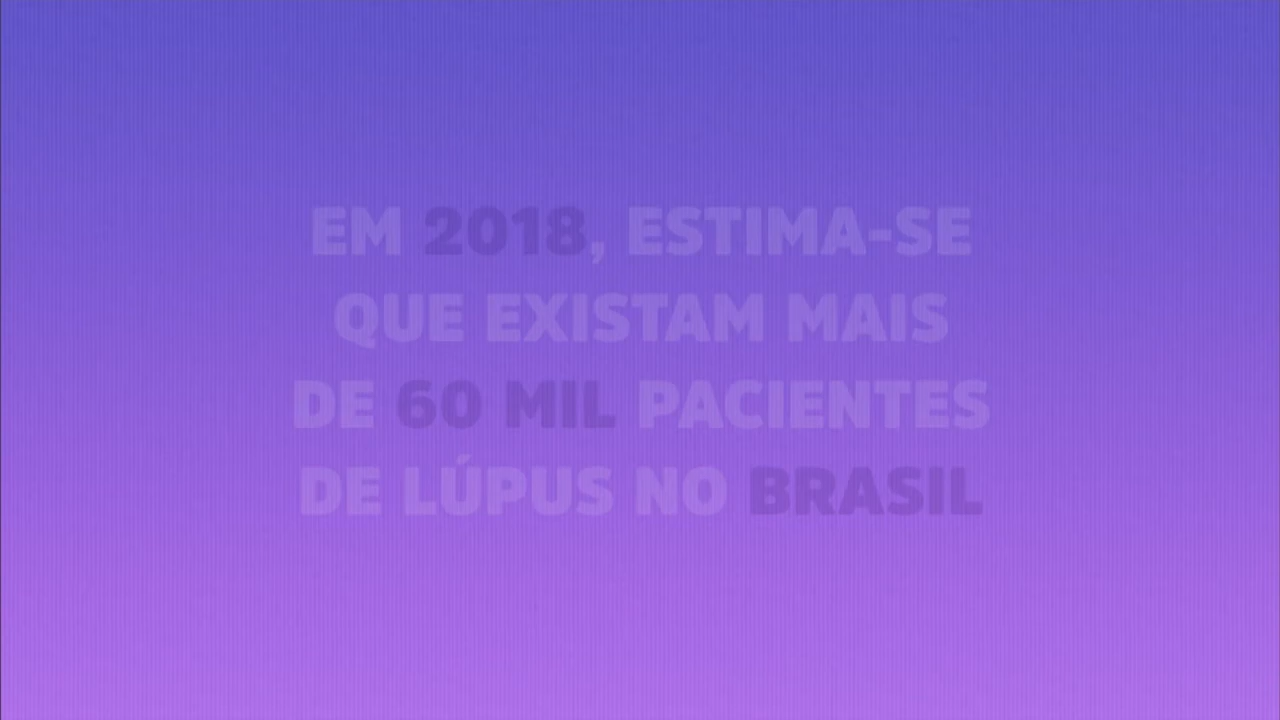 EM 2018, ESTIMA-SE
QUE EXISTAM MAIS
DE 60 MIL PACIENTES
DE LÚPUS NO BRASIL